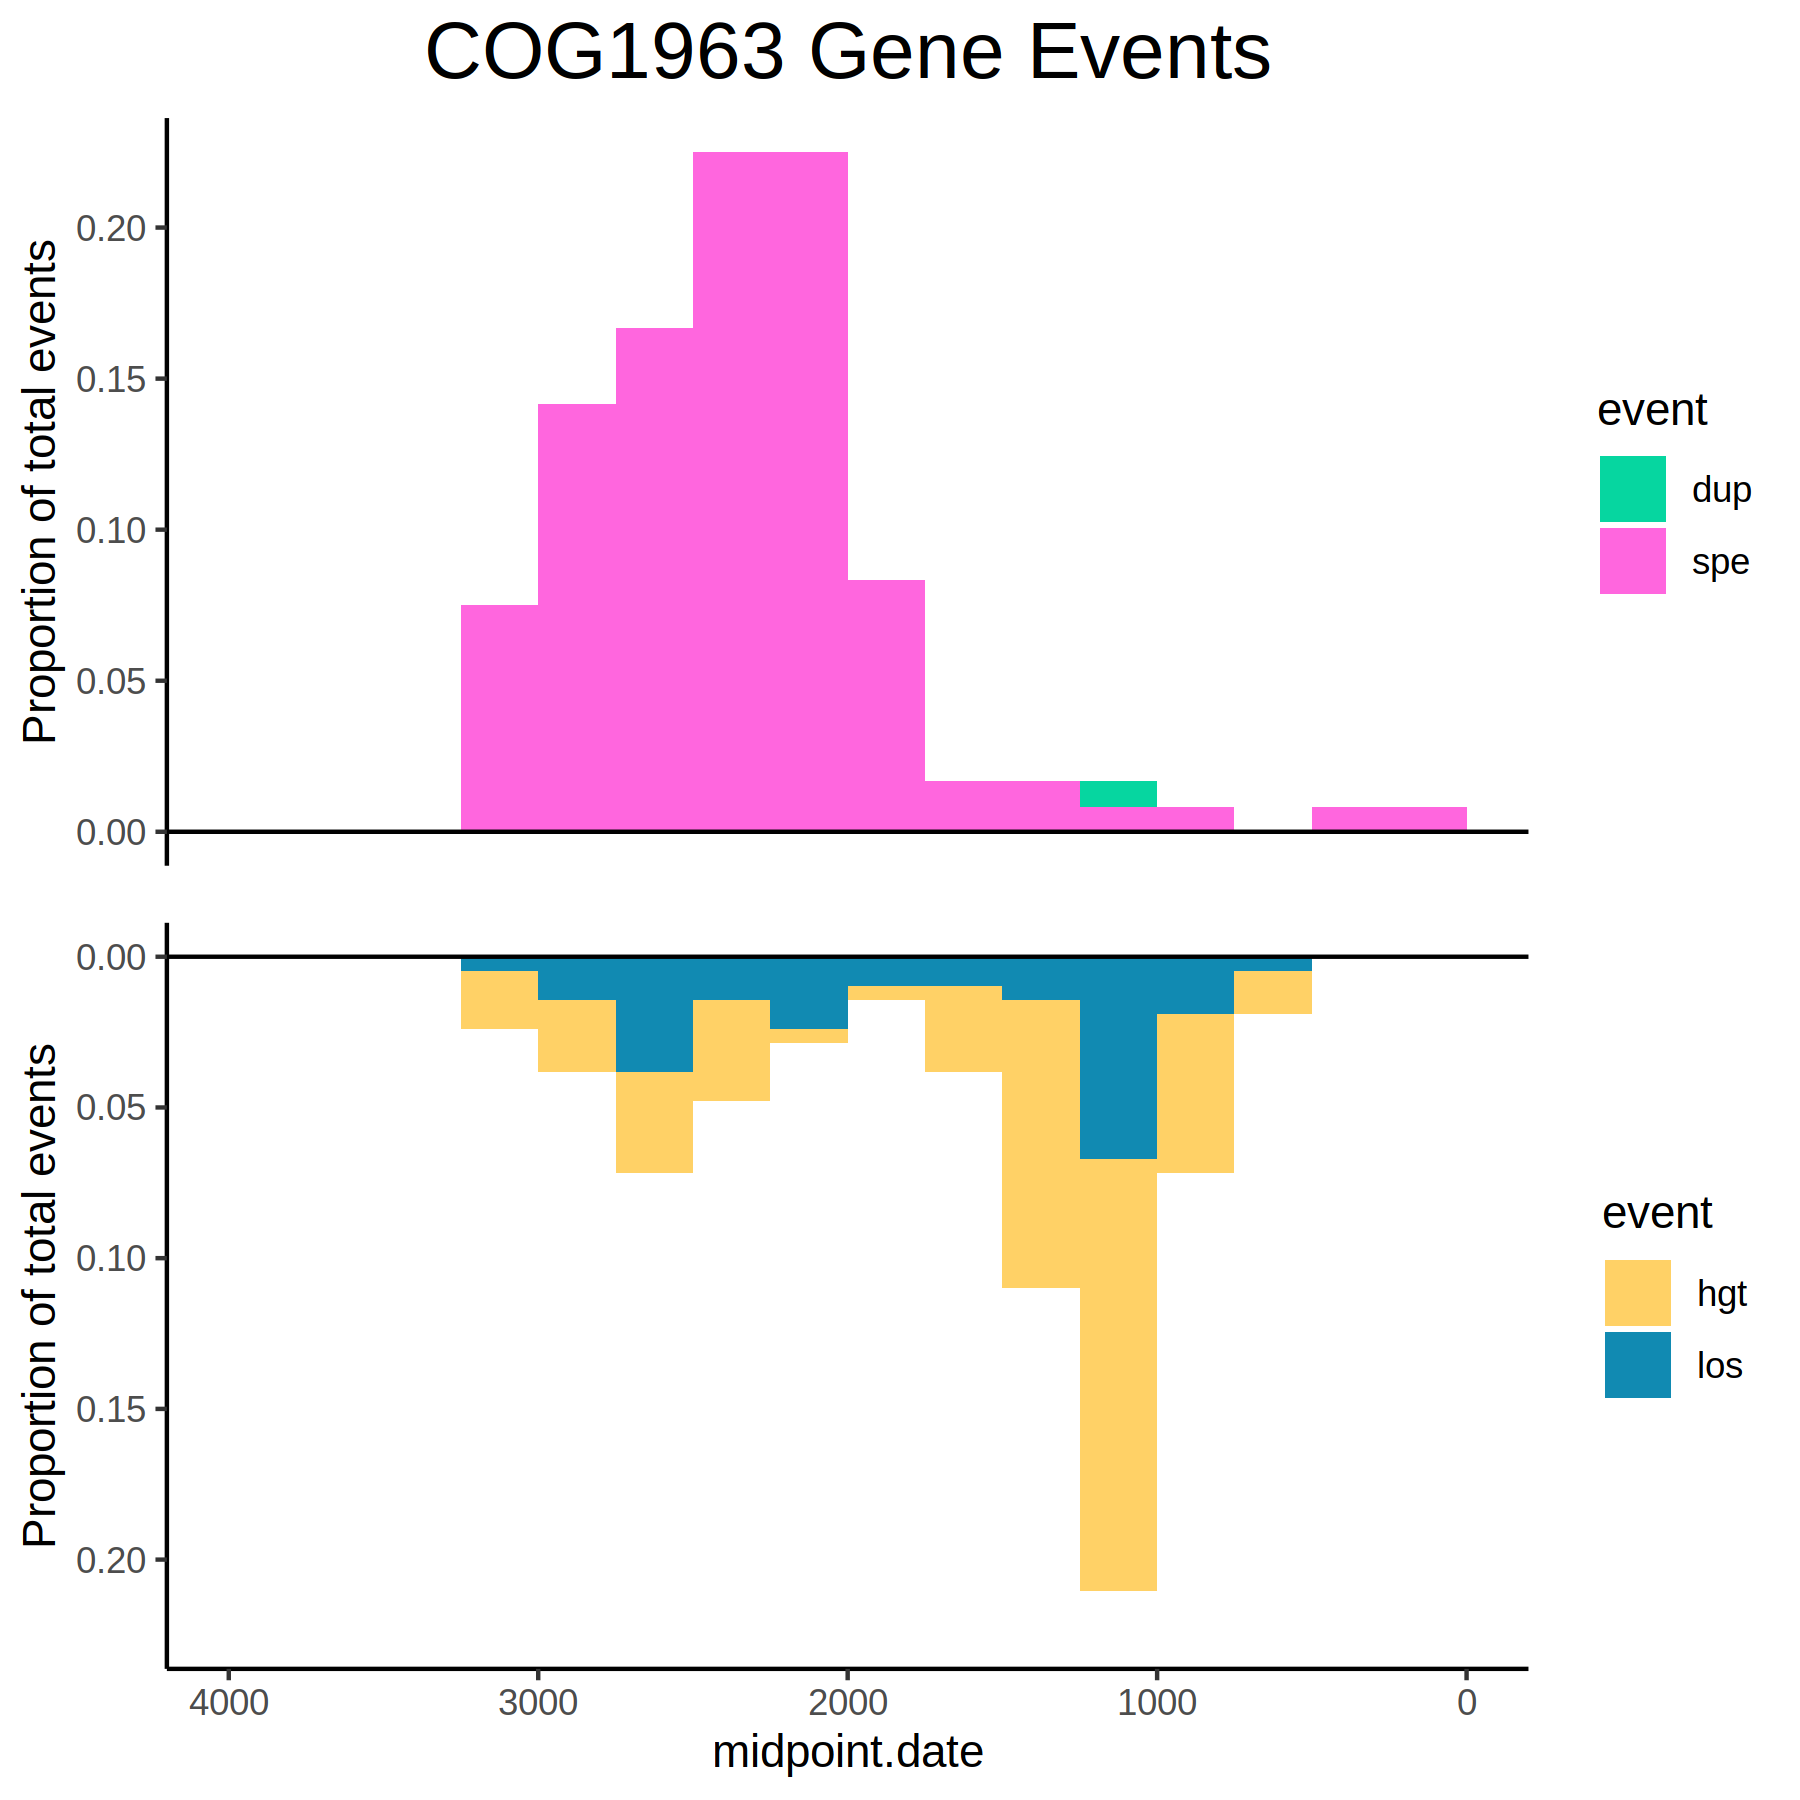 COG1963 Gene Events
Proportion of total events
0.20
0.15
0.10
0.05
0.00
event
dup
spe
Proportion of total events
0.00
0.05
0.10
0.15
0.20
event
hgt
los
4000 3000 2000 1000 0
midpoint.date